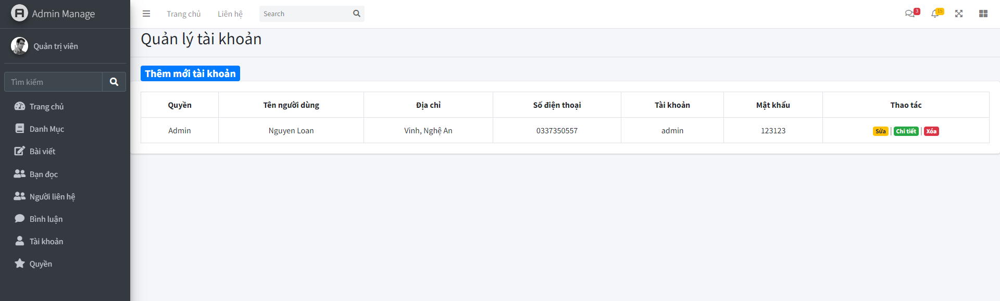 Admin Manage
Trang chủ
Liên hệ
Search
3
15
Quản trị viên
Tìm kiếm
Trang chủ
Danh Mục
Bài viết
Bạn đọc
Người liên hệ
Bình luận
Tài khoản
Quyền
Quản lý tài khoản
Thêm mới tài khoản
Quyền Tên người dùng Địa chỉ Số điện thoại Tài khoản Mật khẩu Thao tác
Admin Nguyen Loan Vinh, Nghệ An 0337350557 admin 123123 Sửa | Chi tiết | Xóa